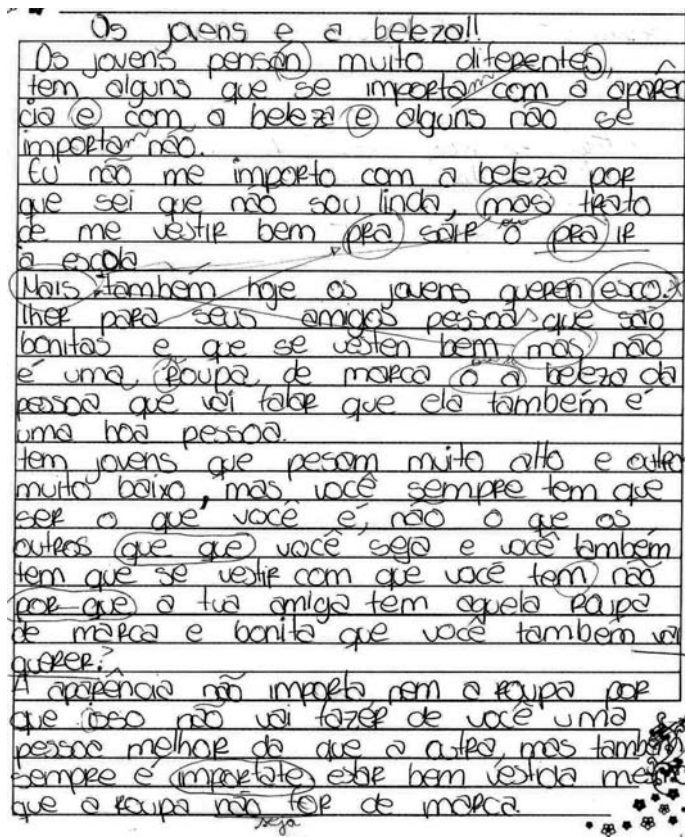 Os jovens e a beleza!!
Os jovens pensan muito diferentes,
tem alguns que se importam com a aparên
cia e com a beleza e alguns não se
importam não.
Eu não me importo com a beleza por
que sei que não sou linda, mas trato
de me vestir bem pra sair o pra ir
a escola
Mais também hoje os jovens queren esco-
lher para seus amigos pessoas que são
bonitas e que se vesten bem mas não
é uma roupa de marca o a beleza da
pessoa que vai falar que ela também é
uma boa pessoa.
tem jovens que pesam muito alto e outro
muito baixo, mas você sempre tem que
ser o que você é, não o que os
outros que que você seja e você também
tem que se vestir com que você tem não
por que a tua amiga tem aquela roupa
de marca e bonita que você também vai
querer?
A aparência não importa nem a roupa por
que isso não vai fazer de você uma
pessoa melhor da que a outra, mas também
sempre é importate estar bem vestida
que a roupa não for de marca.
seja